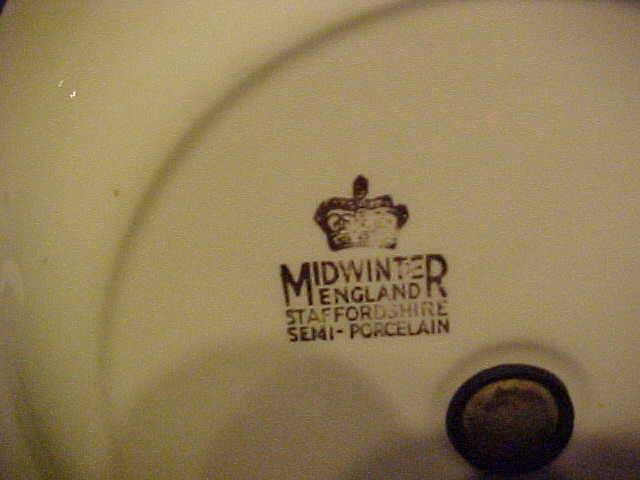 MIDWINTER
ENGLAND
STAFFORDSHIRE
SEMI-PORCELAIN